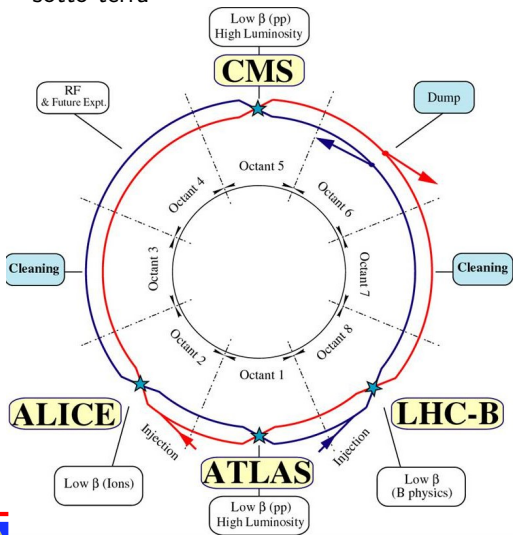 sotto terra
Low β (pp)
High Luminosity
CMS
RF
& Future Expt.
Dump
Octant 5
Octant 4
Octant 6
Octant 3
Octant 7
Cleaning
Cleaning
Octant 2
Octant 8
Octant 1
ALICE
LHC-B
Injection
Injection
ATLAS
Low β (Ions)
Low β
(B physics)
Low β (pp)
High Luminosity